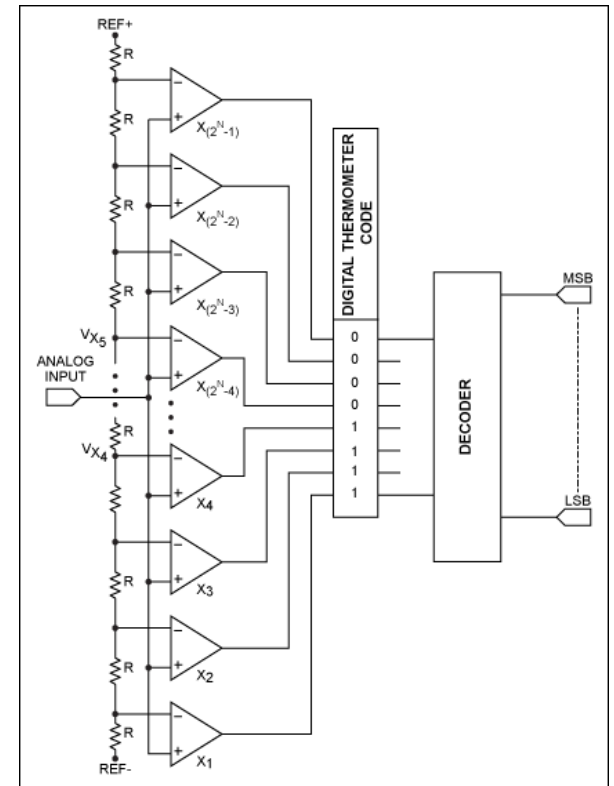 REF+
R
R
R
R
R
R
R
R
R
−
+
X(2^N-1)
−
+
X(2^N-2)
−
+
X(2^N-3)
VX5
−
+
X(2^N-4)
ANALOG
INPUT
VX4
−
+
X4
−
+
X3
−
+
X2
−
+
X1
REF-
DIGITAL THERMOMETER
CODE
0
0
0
0
1
1
1
1
DECODER
MSB
LSB